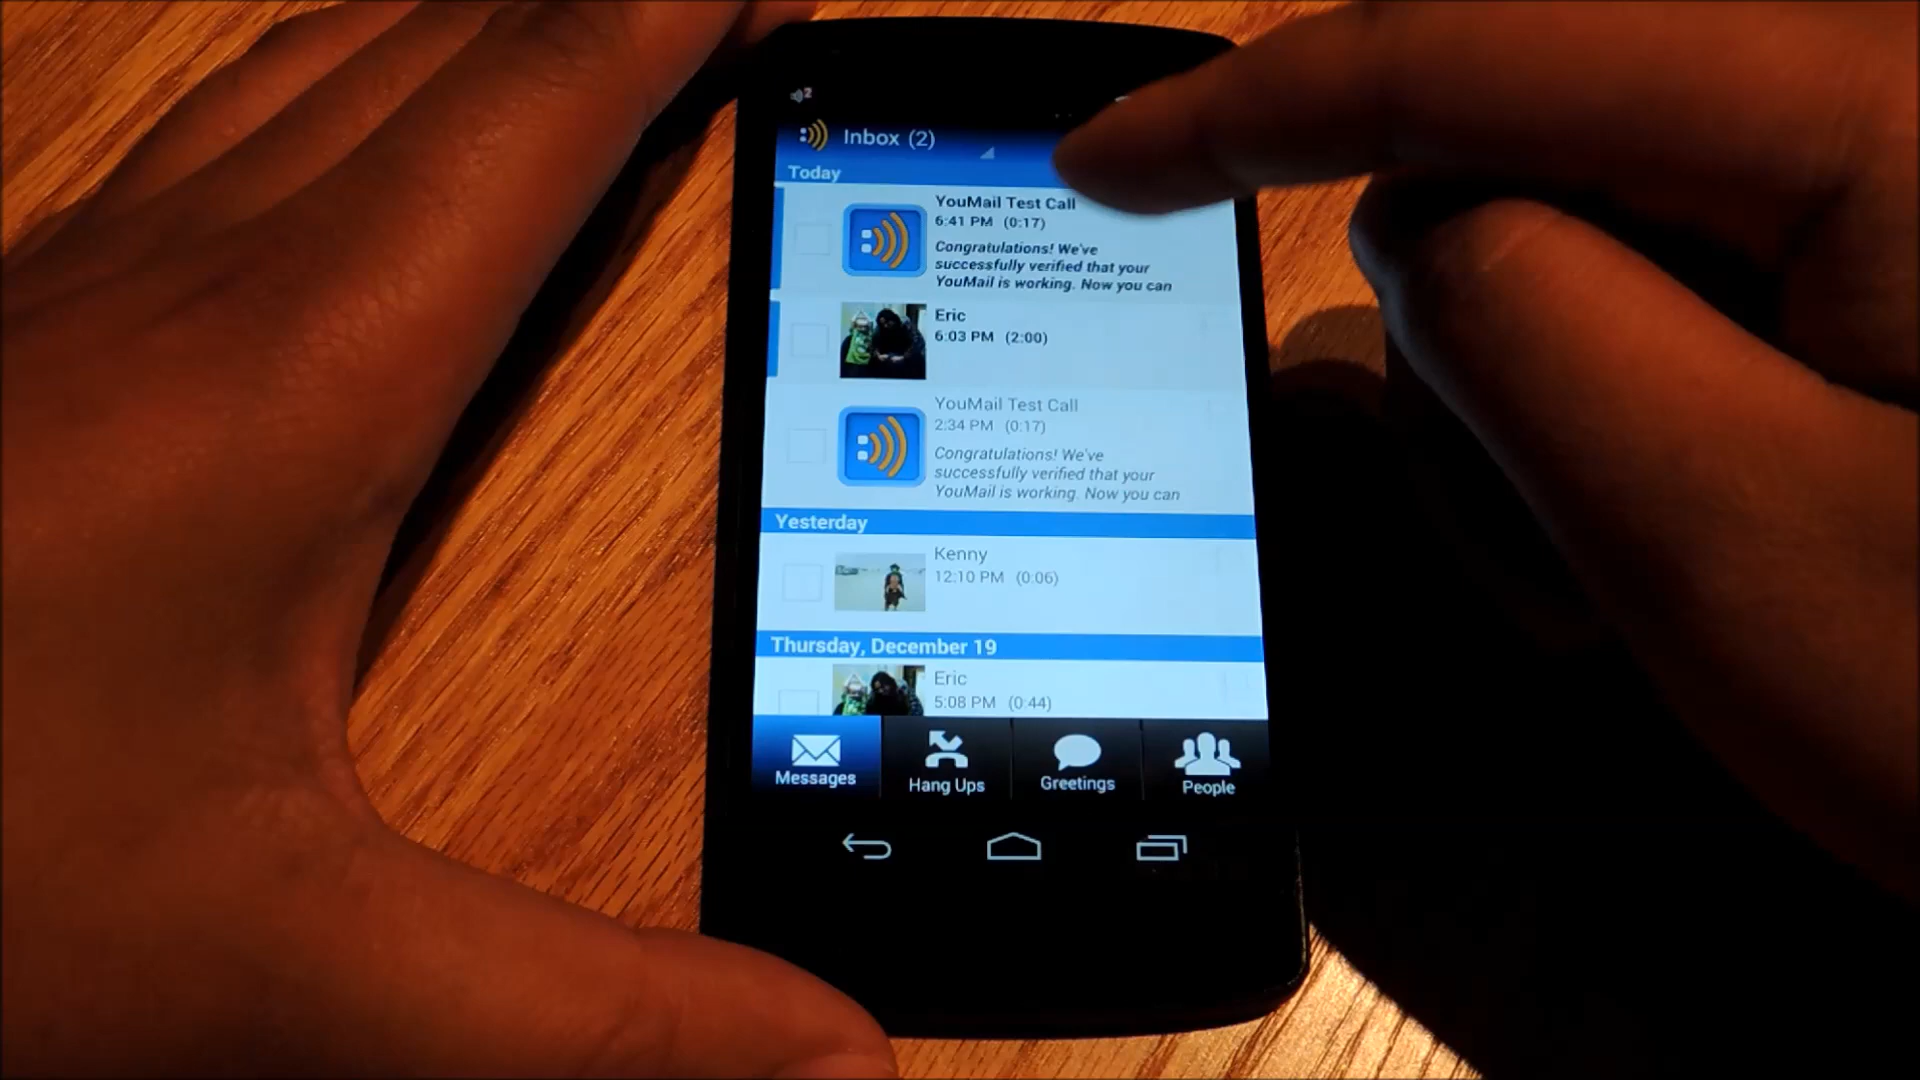 2
Inbox (2)
Today
YouMail Test Call
6:41 PM (0:17)
Congratulations! We've
successfully verified that your
YouMail is working. Now you can
Eric
6:03 PM (2:00)
YouMail Test Call
2:34 PM (0:17)
Congratulations! We've
successfully verified that your
YouMail is working. Now you can
Yesterday
Kenny
12:10 PM (0:06)
Thursday, December 19
Eric
5:08 PM (0:44)
Messages
Hang Ups
Greetings
People